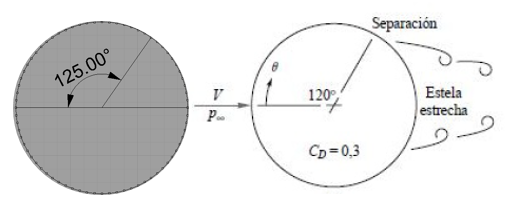 125.00°
V
p∞
θ
120°
C_D = 0,3
Separación
Estela
estrecha